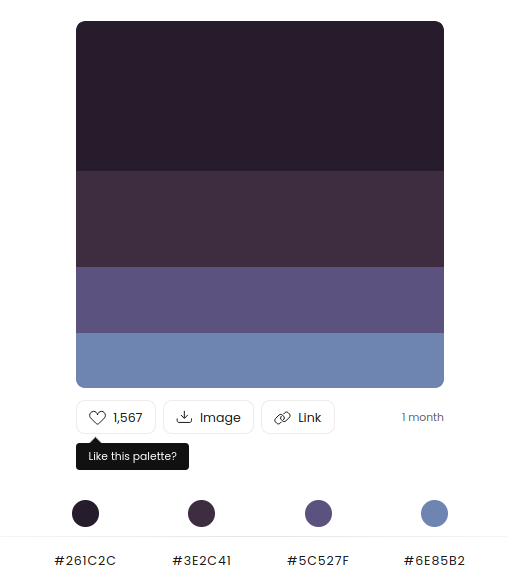 1,567 Image Link 1 month
Like this palette?
#261C2C #3E2C41 #5C527F #6E85B2